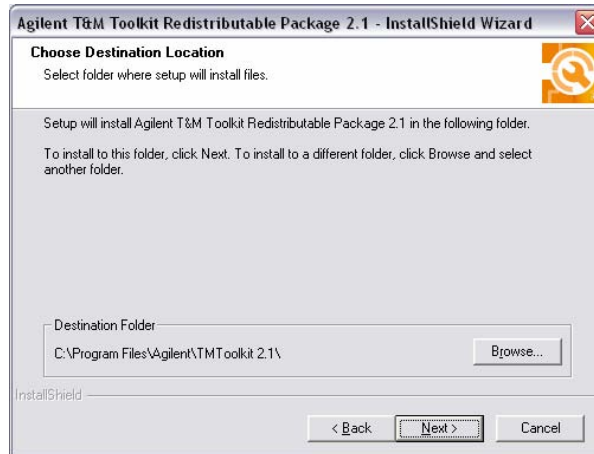 Agilent T&M Toolkit Redistributable Package 2.1 - InstallShield Wizard
Choose Destination Location
Select folder where setup will install files.
Setup will install Agilent T&M Toolkit Redistributable Package 2.1 in the following folder.
To install to this folder, click Next. To install to a different folder, click Browse and select
another folder.
Destination Folder
C:\Program Files\Agilent\TMToolkit 2.1\
Browse...
InstallShield
< Back
Next >
Cancel